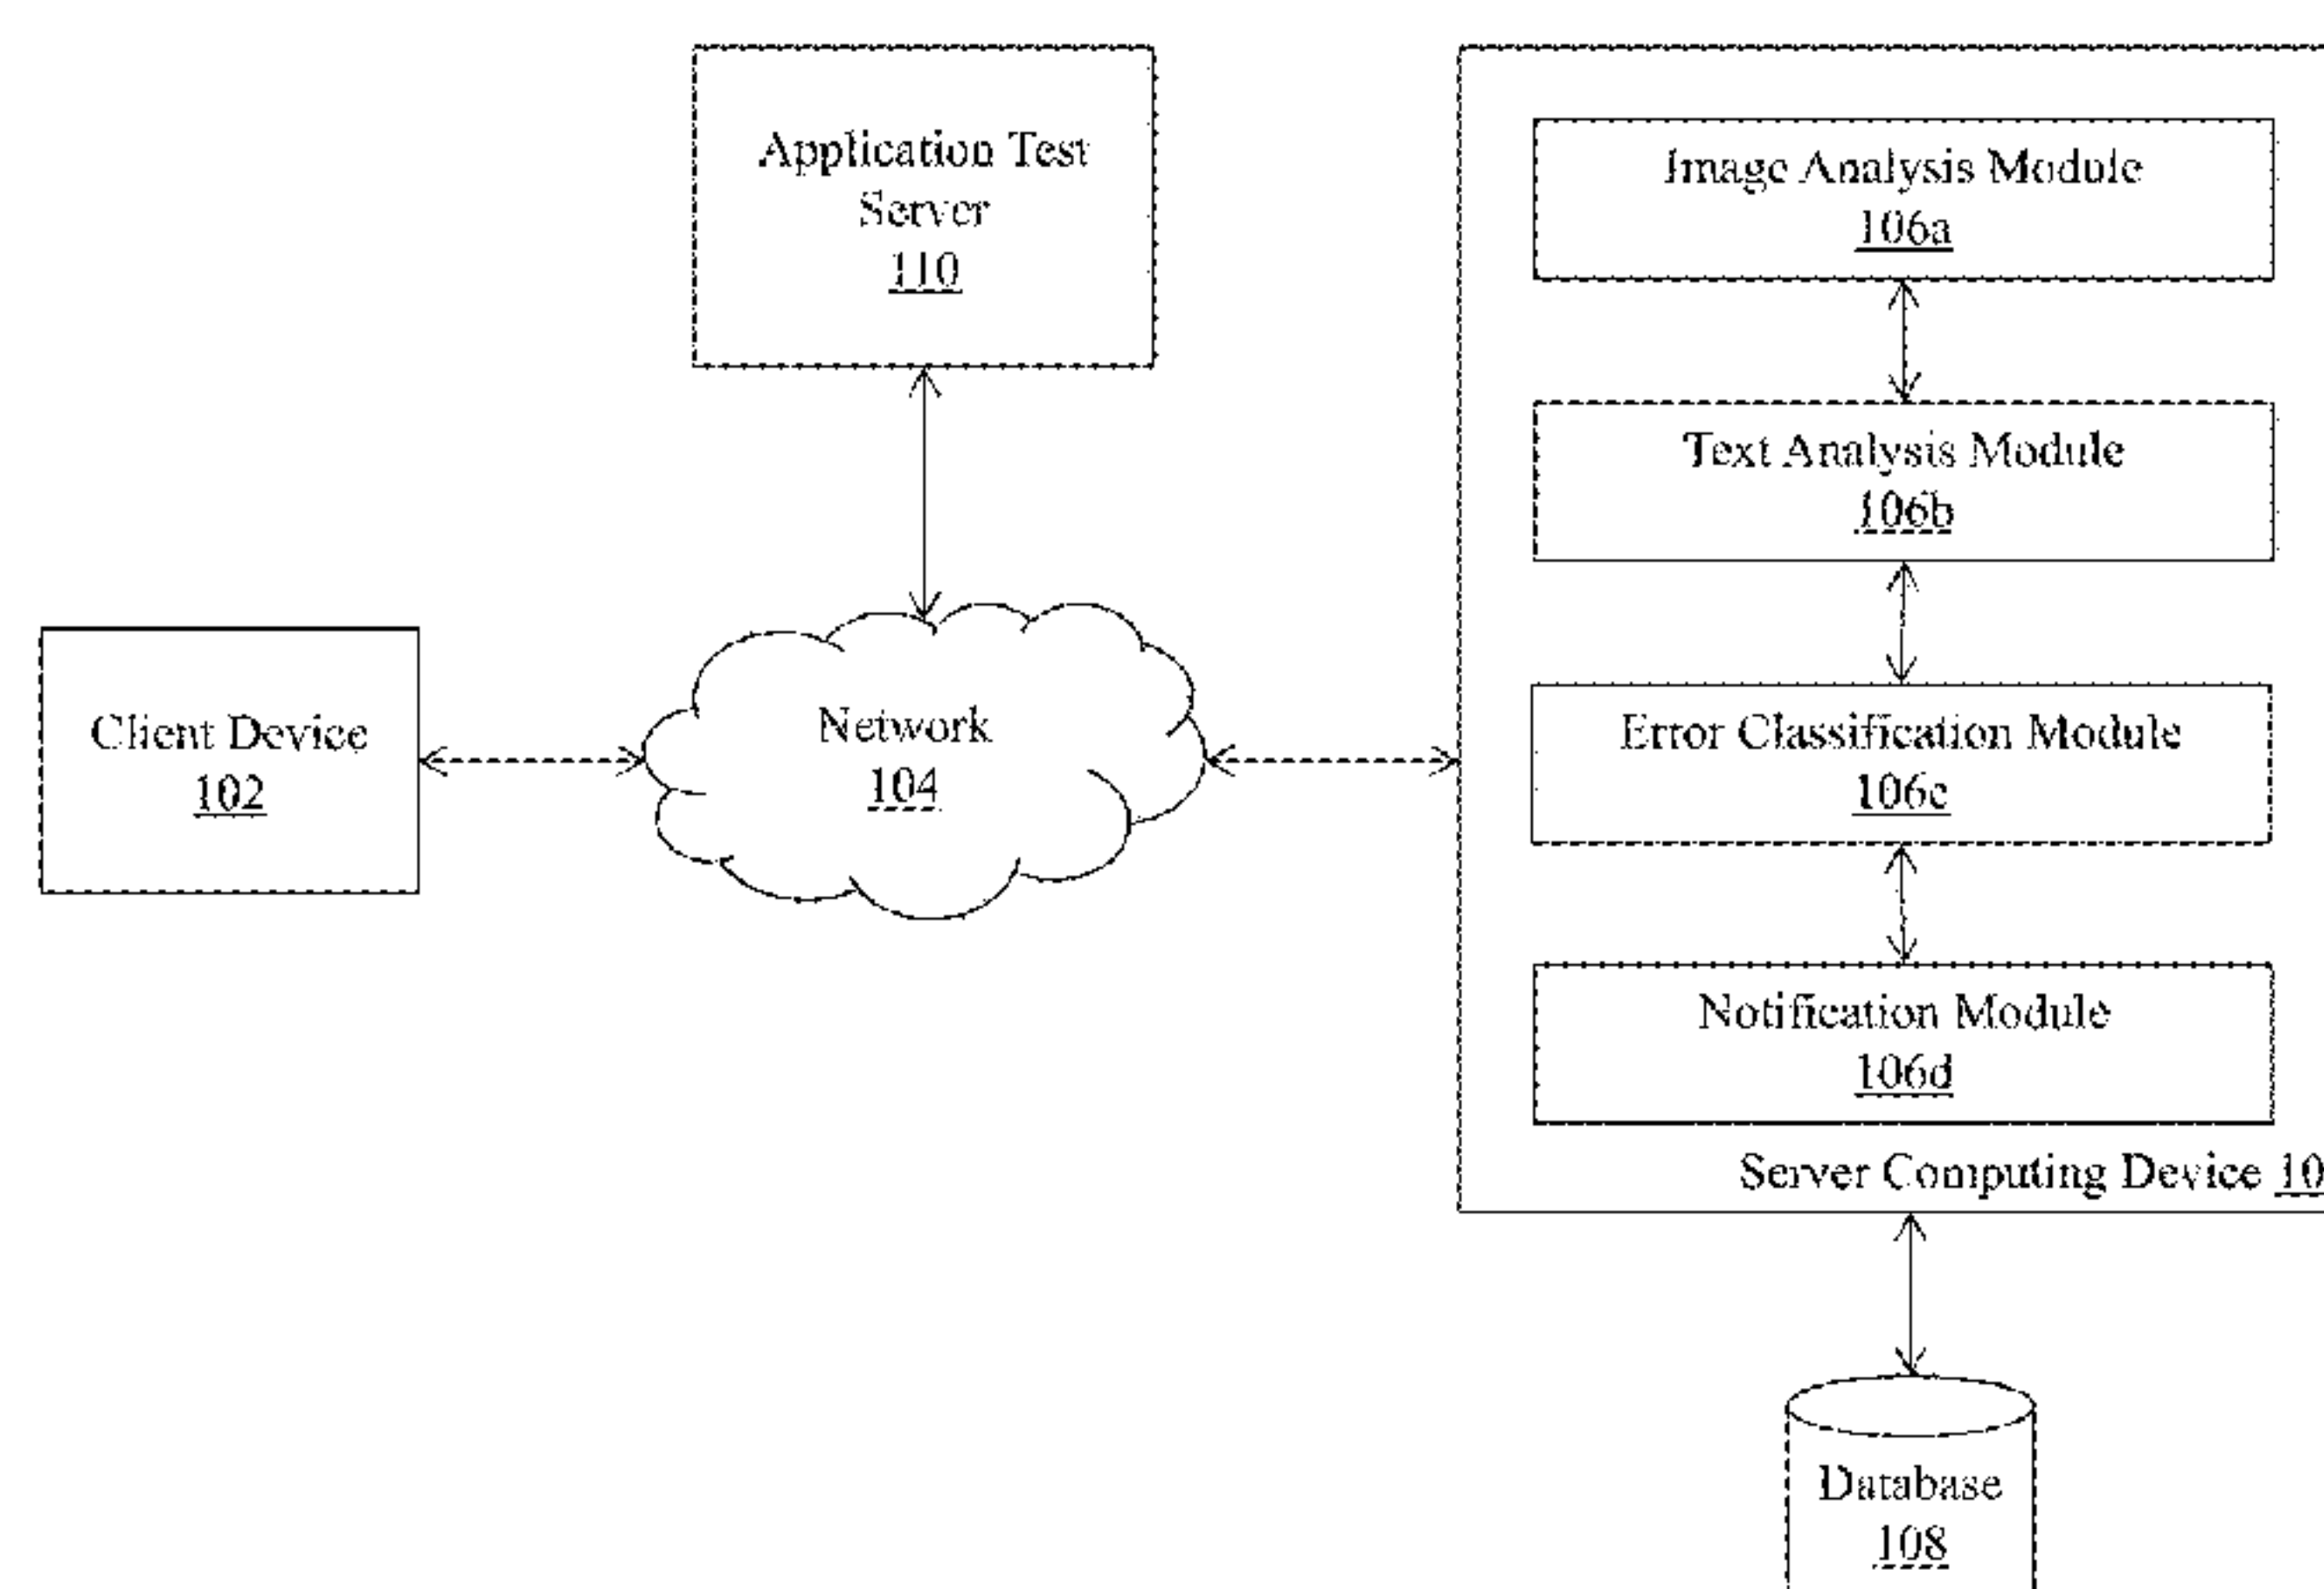 Application Test
Server
110
Image Analysis Module
106a
Text Analysis Module
106b
Client Device
102
Network
104
Error Classification Module
106c
Notification Module
106d
Server Computing Device 10
Database
108